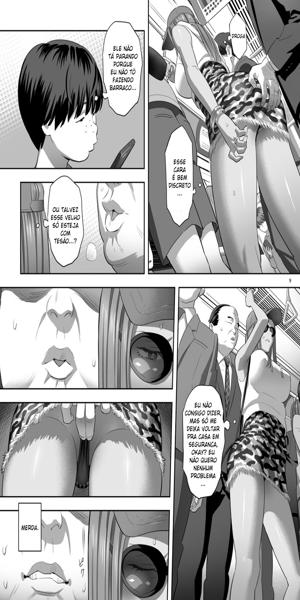 DROGA
ELE NÃO
TÁ PARANDO
PORQUE
EU NÃO TÔ
FAZENDO
BARRACO...
ESSE
CARA É BEM
DISCRETO
...
OU TALVEZ
ESSE VELHO
SÓ ESTEJA
COM
TESÃO...?
EU NÃO
CONSIGO DIZER,
MAS SÓ ME
DEIXA VOLTAR
PRA CASA EM
SEGURANÇA,
OKAY? EU
NÃO QUERO
NENHUM
PROBLEMA
...
MERDA.